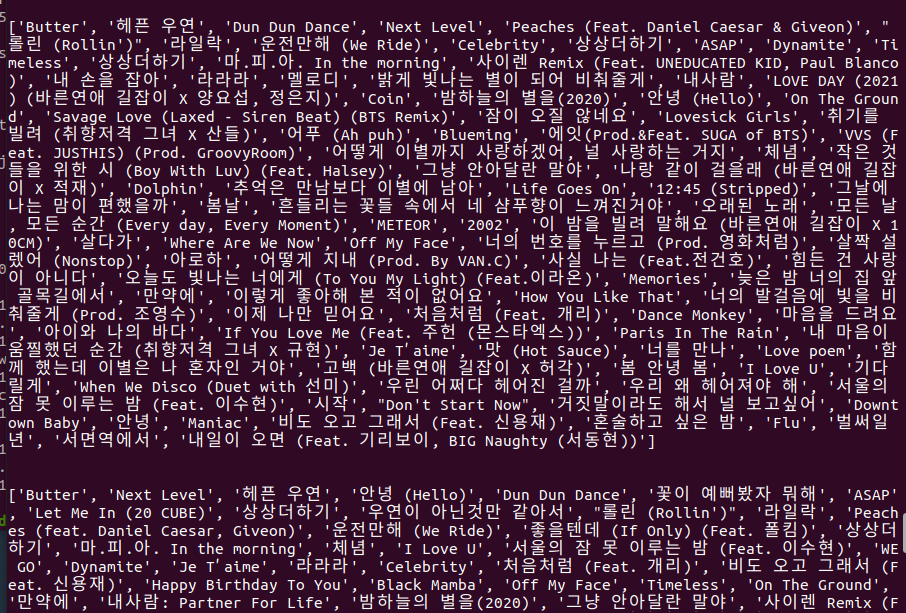 ['Butter', '헤픈 우연', 'Dun Dun Dance', 'Next Level', 'Peaches (Feat. Daniel Caesar & Giveon)', "
롤린 (Rollin')", '라일락', '운전만해 (We Ride)', 'Celebrity', '상상더하기', 'ASAP', 'Dynamite', 'Ti
meless', '상상더하기', '마.피.아. In the morning', '사이렌 Remix (Feat. UNEDUCATED KID, Paul Blanco
)', '내 손을 잡아', '라라라', '멜로디', '밝게 빛나는 별이 되어 비춰줄게', '내사람', 'LOVE DAY (2021
) (바른연애 길잡이 X 양요섭, 정은지)', 'Coin', '밤하늘의 별을(2020)', '안녕 (Hello)', 'On The Groun
d', 'Savage Love (Laxed - Siren Beat) (BTS Remix)', '잠이 오질 않네요', 'Lovesick Girls', '취기를
빌려 (취향저격 그녀 X 산들)', '어푸 (Ah puh)', 'Blueming', '에잇(Prod.&Feat. SUGA of BTS)', 'VVS (F
eat. JUSTHIS) (Prod. GroovyRoom)', '어떻게 이별까지 사랑하겠어, 널 사랑하는 거지', '체념', '작은 것
들을 위한 시 (Boy With Luv) (Feat. Halsey)', '그냥 안아달란 말야', '나랑 같이 걸을래 (바른연애 길잡
이 X 적재)', 'Dolphin', '추억은 만남보다 이별에 남아', 'Life Goes On', '12:45 (Stripped)', '그날에
나는 맘이 편했을까', '봄날', '흔들리는 꽃들 속에서 네 샴푸향이 느껴진거야', '오래된 노래', '모든 날
, 모든 순간 (Every day, Every Moment)', 'METEOR', '2002', '이 밤을 빌려 말해요 (바른연애 길잡이 X 1
0CM)', '살다가', 'Where Are We Now', 'Off My Face', '너의 번호를 누르고 (Prod. 영화처럼)', '살짝 설
렜어 (Nonstop)', '아로하', '어떻게 지내 (Prod. By VAN.C)', '사실 나는 (Feat.전건호)', '힘든 건 사랑
이 아니다', '오늘도 빛나는 너에게 (To You My Light) (Feat.이라온)', 'Memories', '늦은 밤 너의 집 앞
골목길에서', '만약에', '이렇게 좋아해 본 적이 없어요', 'How You Like That', '너의 발걸음에 빛을 비
춰줄게 (Prod. 조영수)', '이제 나만 믿어요', '처음처럼 (Feat. 개리)', 'Dance Monkey', '마음을 드려요
', '아이와 나의 바다', 'If You Love Me (Feat. 주헌 (몬스타엑스))', 'Paris In The Rain', '내 마음이
움찔했던 순간 (취향저격 그녀 X 규현)', 'Je T'aime', '맛 (Hot Sauce)', '너를 만나', 'Love poem', '함
께 했는데 이별은 나 혼자인 거야', '고백 (바른연애 길잡이 X 허각)', '봄 안녕 봄', 'I Love U', '기다
릴게', 'When We Disco (Duet with 선미)', '우린 어쩌다 헤어진 걸까', '우리 왜 헤어져야 해', '서울의
잠 못 이루는 밤 (Feat. 이수현)', '시작', "Don't Start Now", '거짓말이라도 해서 널 보고싶어', 'Downt
own Baby', '안녕', 'Maniac', '비도 오고 그래서 (Feat. 신용재)', '혼술하고 싶은 밤', 'Flu', '벌써일
년', '서면역에서', '내일이 오면 (Feat. 기리보이, BIG Naughty (서동현))']
['Butter', 'Next Level', '헤픈 우연', '안녕 (Hello)', 'Dun Dun Dance', '꽃이 예뻐봤자 뭐해', 'ASAP'
, 'Let Me In (20 CUBE)', '상상더하기', '우연이 아닌것만 같아서', "롤린 (Rollin')", '라일락', 'Peach
es (feat. Daniel Caesar, Giveon)', '운전만해 (We Ride)', '좋을텐데 (If Only) (Feat. 폴킴)', '상상더
하기', '마.피.아. In the morning', '체념', 'I Love U', '서울의 잠 못 이루는 밤 (Feat. 이수현)', 'WE
GO', 'Dynamite', 'Je T'aime', '라라라', 'Celebrity', '처음처럼 (Feat. 개리)', '비도 오고 그래서 (F
eat. 신용재)', 'Happy Birthday To You', 'Black Mamba', 'Off My Face', 'Timeless', 'On The Ground',
'만약에', '내사람: Partner For Life', '밤하늘의 별을(2020)', '그냥 안아달란 말야', '사이렌 Remix (F